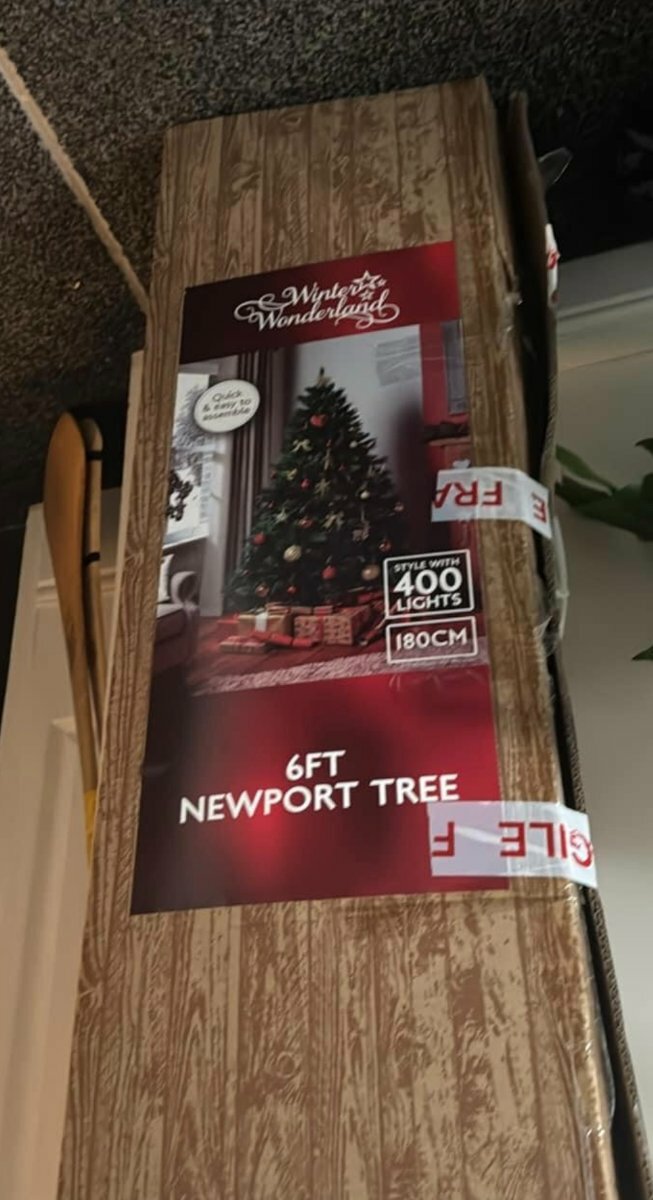 Winter
Wonderland
Quick
& easy to
assemble
STYLE WITH
400
LIGHTS
180CM
FRA
E
6FT
NEWPORT TREE
GILE F